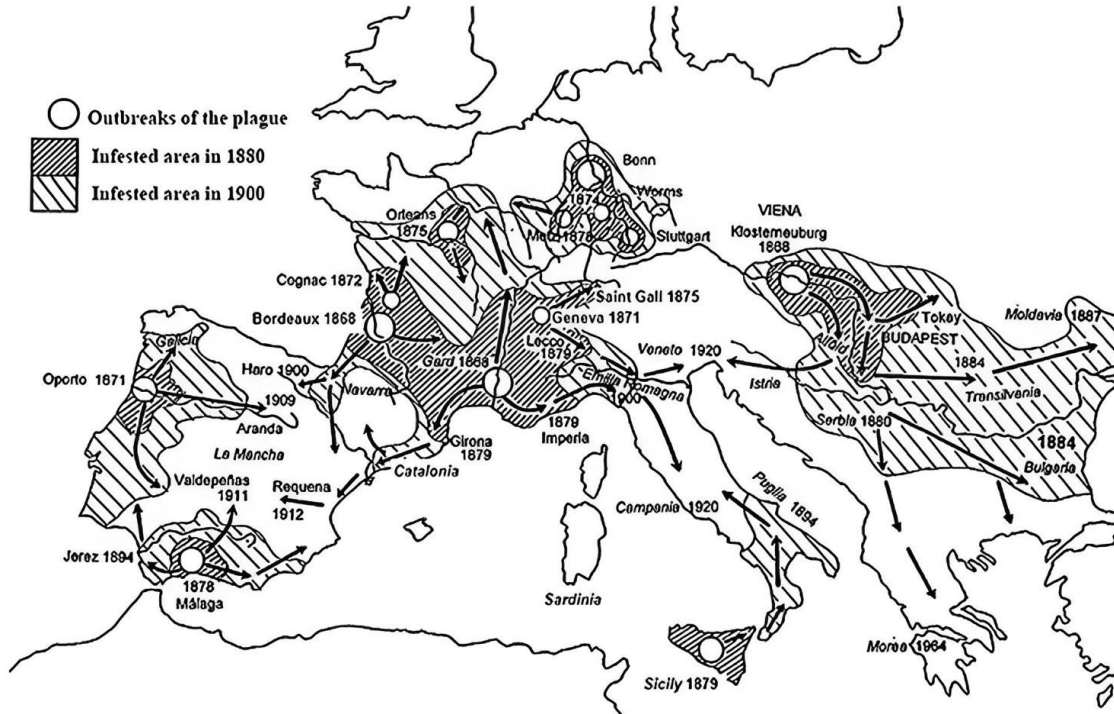 Outbreaks of the plague
Infested area in 1880
Infested area in 1900
Bonn
1874
Worms
Metz 1876
Stuttgart
Orleans
1875
VIENA
Klosterneuburg
1868
Cognac 1872
Bordeaux 1868
Saint Gall 1875
Geneva 1871
Lecco
1879
Gard 1868
Tokay
BUDAPEST
Moldavia 1887
Galicia
Oporto 1871
1909
Aranda
Haro 1900
Navarra
Veneto 1920
Emilia Romagna
1900
Istria
1884
Transilvania
Serbia 1880
1884
Bulgaria
1879
Imperia
Girona
1879
Catalonia
La Mancha
Valdepeñas
1911
Requena
1912
Campania 1920
Puglia 1894
Jerez 1894
1878
Málaga
Sardinia
Sicily 1879
Morea 1964